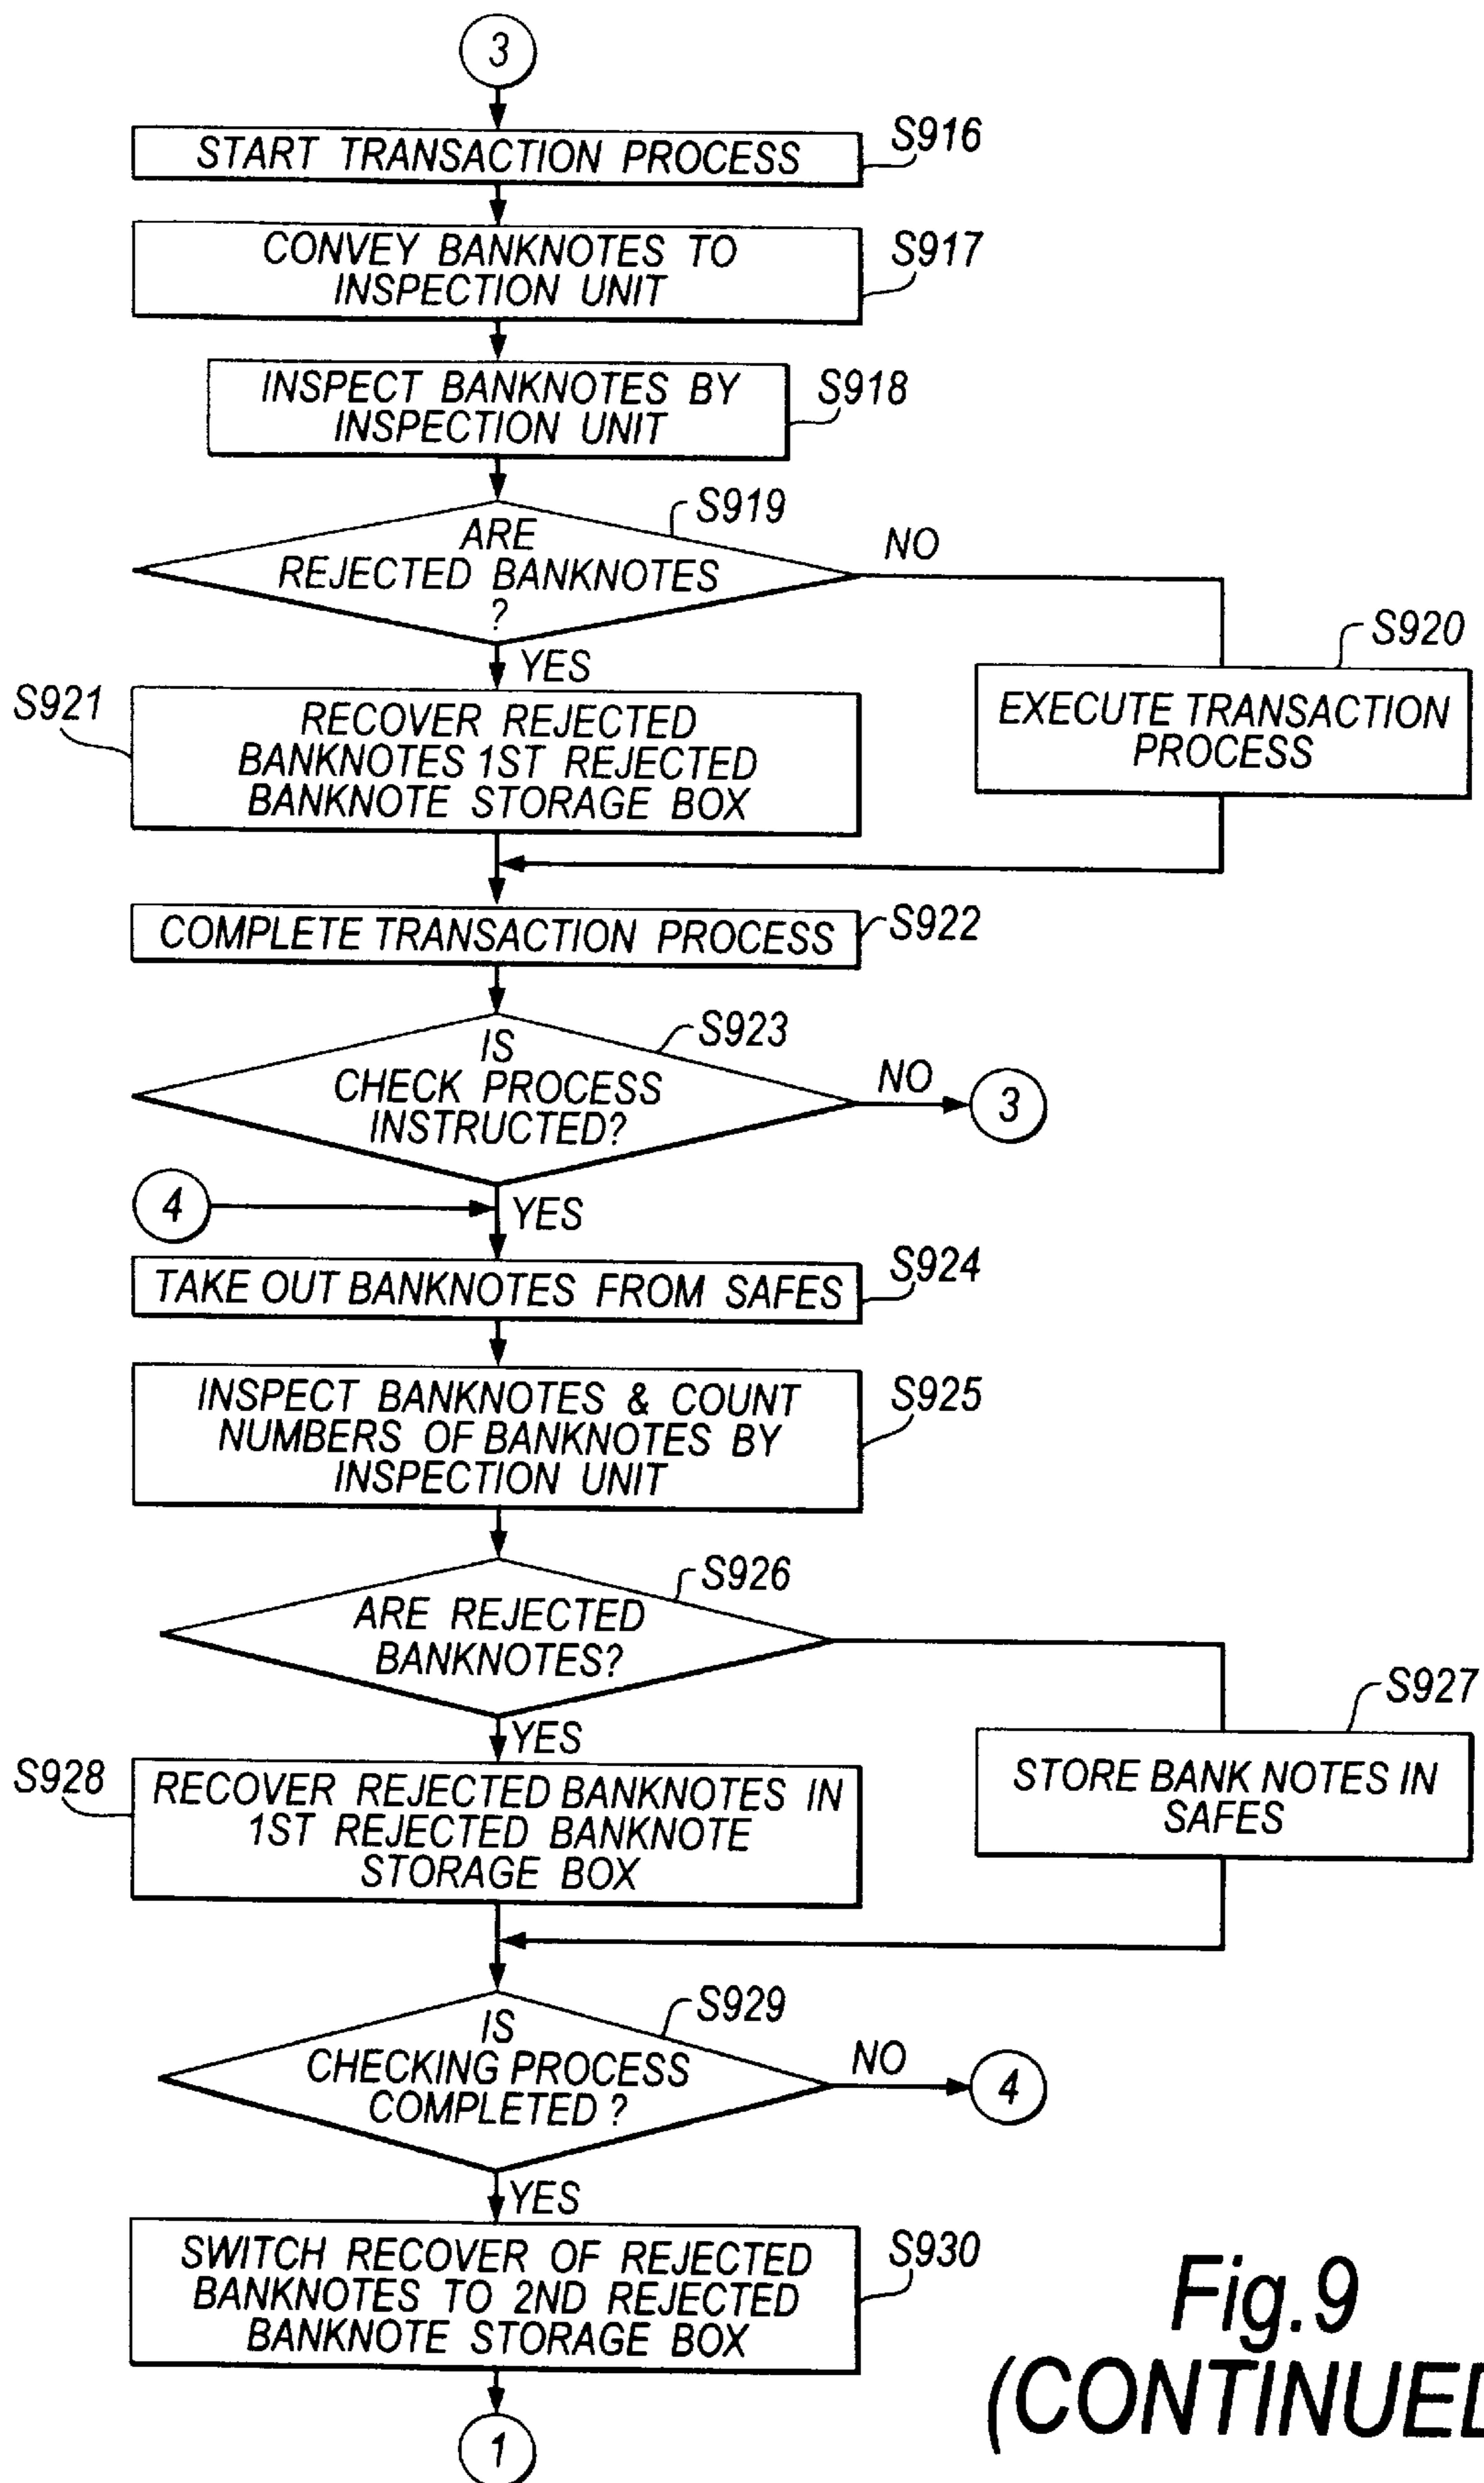 3
START TRANSACTION PROCESS
S916
CONVEY BANKNOTES TO
INSPECTION UNIT
S917
INSPECT BANKNOTES BY
INSPECTION UNIT
S918
ARE
REJECTED BANKNOTES
?
S919
NO
YES
S920
EXECUTE TRANSACTION
PROCESS
S921
RECOVER REJECTED
BANKNOTES 1ST REJECTED
BANKNOTE STORAGE BOX
COMPLETE TRANSACTION PROCESS
S922
IS
CHECK PROCESS
INSTRUCTED?
S923
NO
3
4
YES
TAKE OUT BANKNOTES FROM SAFES
S924
INSPECT BANKNOTES & COUNT
NUMBERS OF BANKNOTES BY
INSPECTION UNIT
S925
ARE REJECTED
BANKNOTES?
S926
YES
S927
STORE BANK NOTES IN
SAFES
S928
RECOVER REJECTED BANKNOTES IN
1ST REJECTED BANKNOTE
STORAGE BOX
IS
CHECKING PROCESS
COMPLETED ?
S929
NO
4
YES
SWITCH RECOVER OF REJECTED
BANKNOTES TO 2ND REJECTED
BANKNOTE STORAGE BOX
S930
1
Fig.9
(CONTINUED